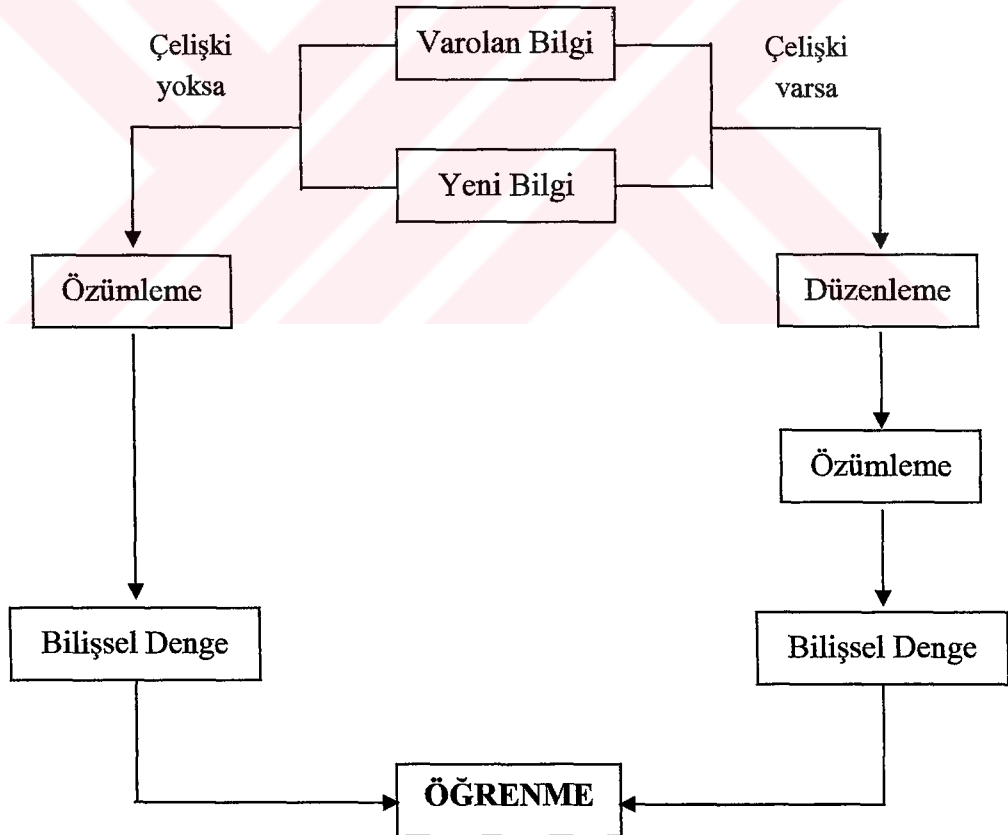 Çelişki
yoksa
Varolan Bilgi
Çelişki
varsa
Yeni Bilgi
Özümleme
Düzenleme
Özümleme
Bilişsel Denge
Bilişsel Denge
ÖĞRENME